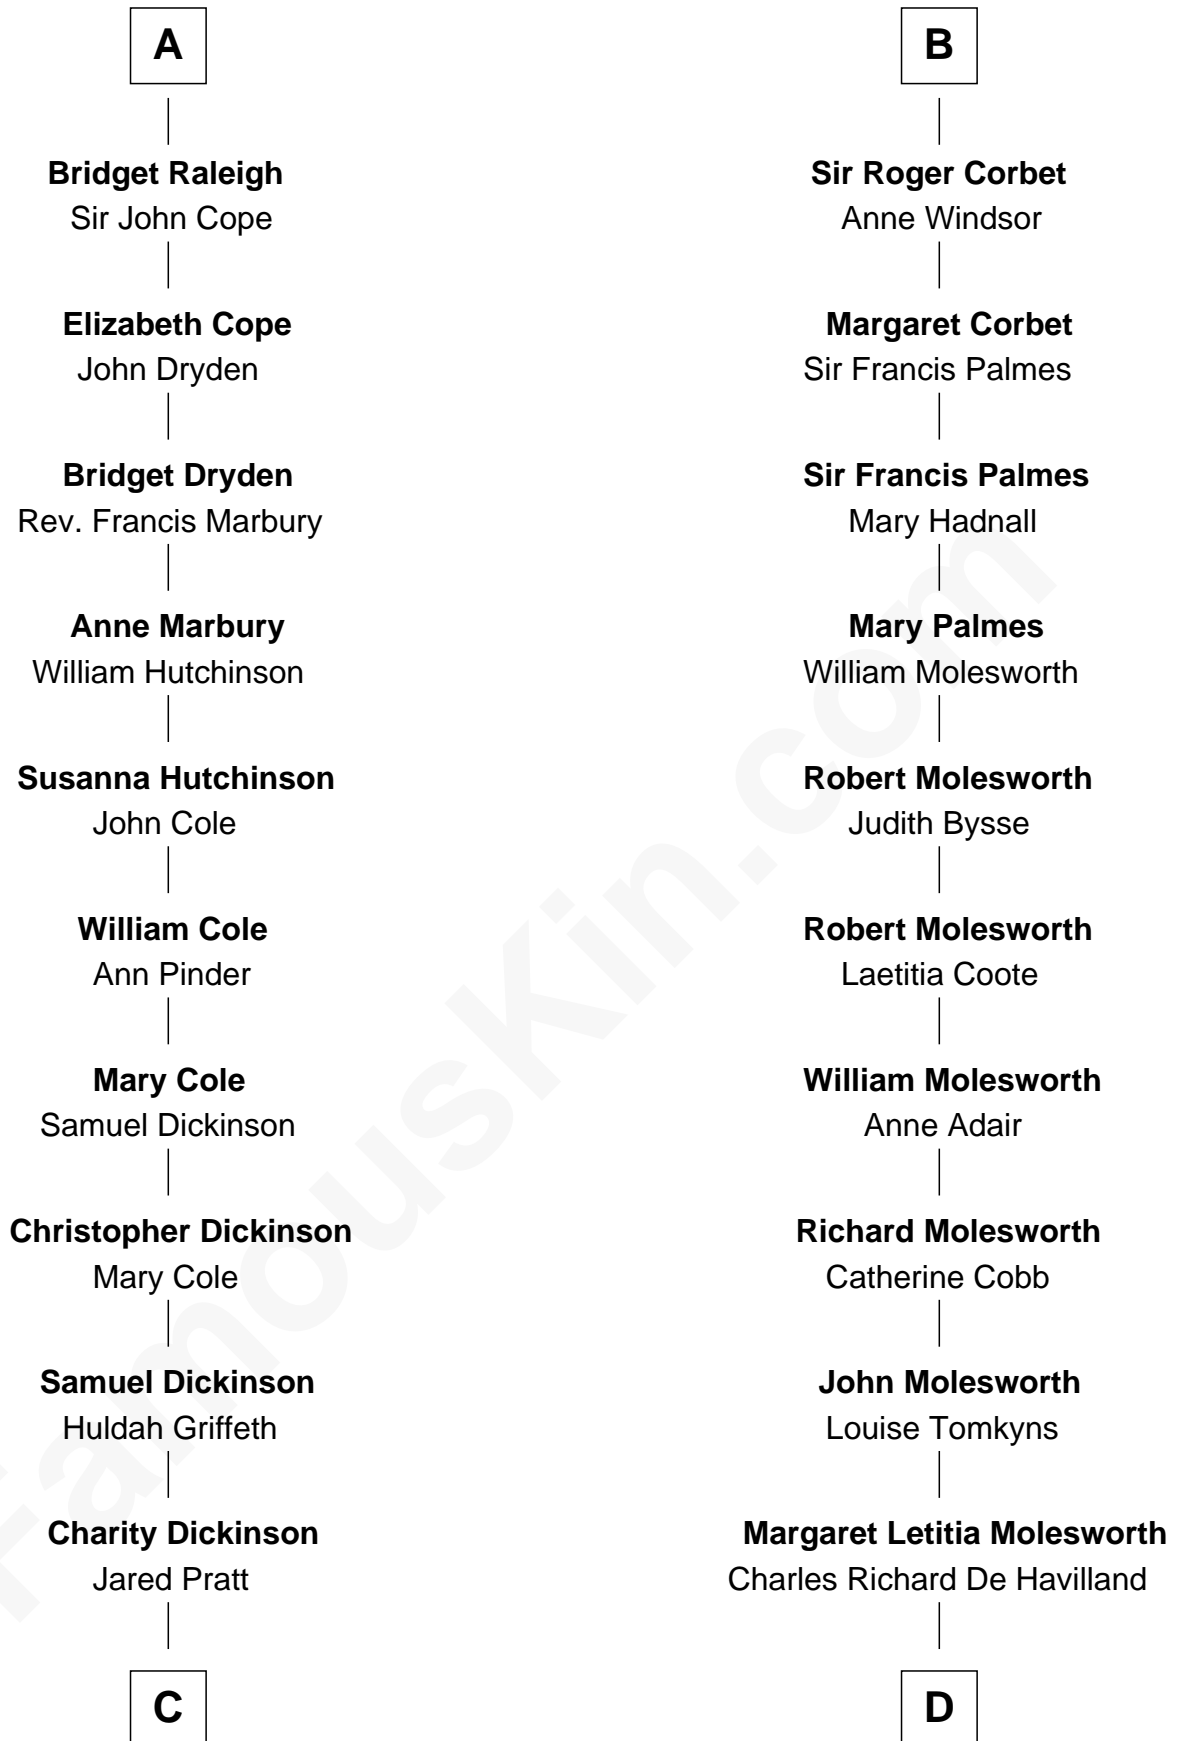 A
Bridget Raleigh
Sir John Cope
Elizabeth Cope
John Dryden
Bridget Dryden
Rev. Francis Marbury
Anne Marbury
William Hutchinson
Susanna Hutchinson
John Cole
William Cole
Ann Pinder
Mary Cole
Samuel Dickinson
Christopher Dickinson
Mary Cole
Samuel Dickinson
Huldah Griffeth
Charity Dickinson
Jared Pratt
C
B
Sir Roger Corbet
Anne Windsor
Margaret Corbet
Sir Francis Palmes
Sir Francis Palmes
Mary Hadnall
Mary Palmes
William Molesworth
Robert Molesworth
Judith Bysse
Robert Molesworth
Laetitia Coote
William Molesworth
Anne Adair
Richard Molesworth
Catherine Cobb
John Molesworth
Louise Tomkyns
Margaret Letitia Molesworth
Charles Richard De Havilland
D
FamousKin.com